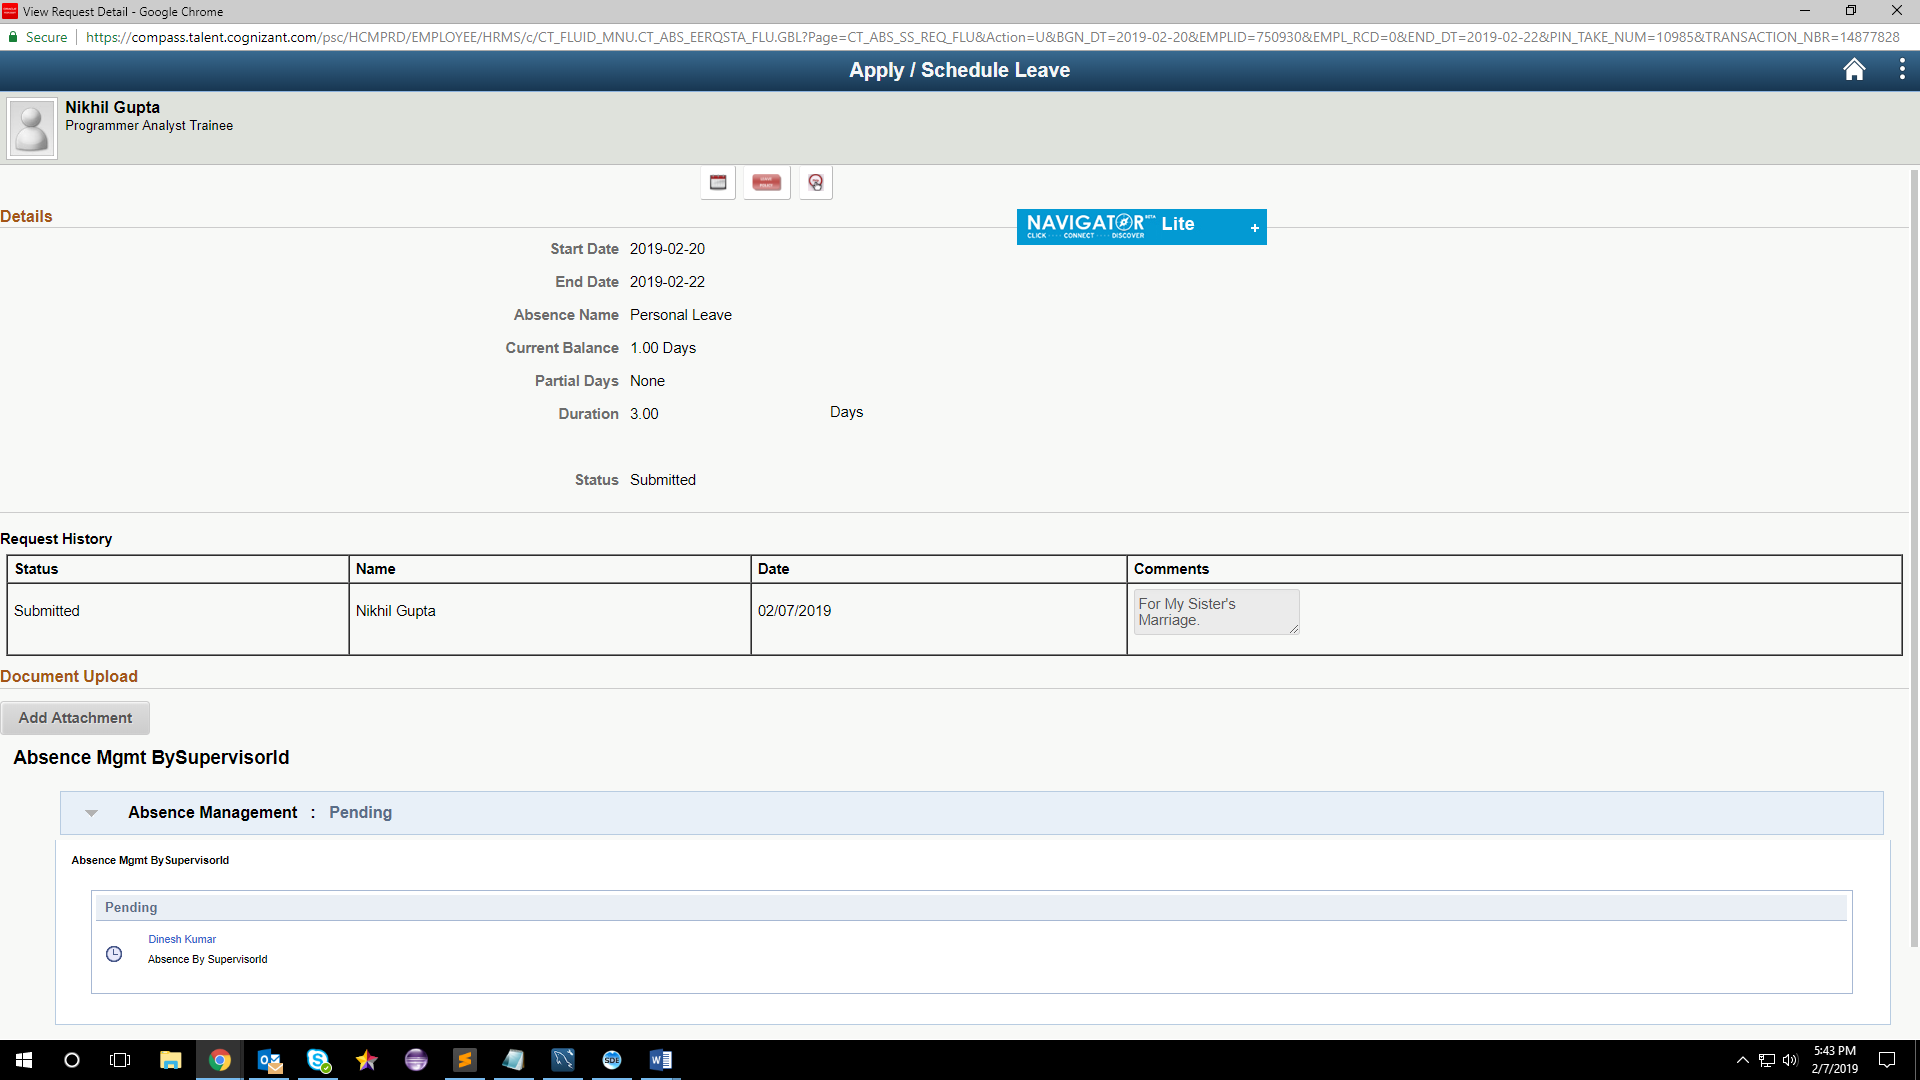 View Request Detail - Google Chrome
Secure
https://compass.talent.cognizant.com/psc/HCMPRD/EMPLOYEE/HRMS/c/CT_FLUID_MNU.CT_ABS_EERQSTA_FLU.GBL?Page=CT_ABS_SS_REQ_FLU&Action=U&BGN_DT=2019-02-20&EMPLID=750930&EMPL_RCD=0&END_DT=2019-02-22&PIN_TAKE_NUM=10985&TRANSACTION_NBR=14877828
Apply / Schedule Leave
Nikhil Gupta
Programmer Analyst Trainee
Details
NAVIGATOR BETA Lite +
CLICK CONNECT DISCOVER
Start Date 2019-02-20
End Date 2019-02-22
Absence Name Personal Leave
Current Balance 1.00 Days
Partial Days None
Duration 3.00 Days
Status Submitted
Request History
Status Name Date Comments
Submitted Nikhil Gupta 02/07/2019 For My Sister's
Marriage.
Document Upload
Add Attachment
Absence Mgmt BySupervisorId
Absence Management : Pending
Absence Mgmt BySupervisorId
Pending
Dinesh Kumar
Absence By SupervisorId
5:43 PM
2/7/2019